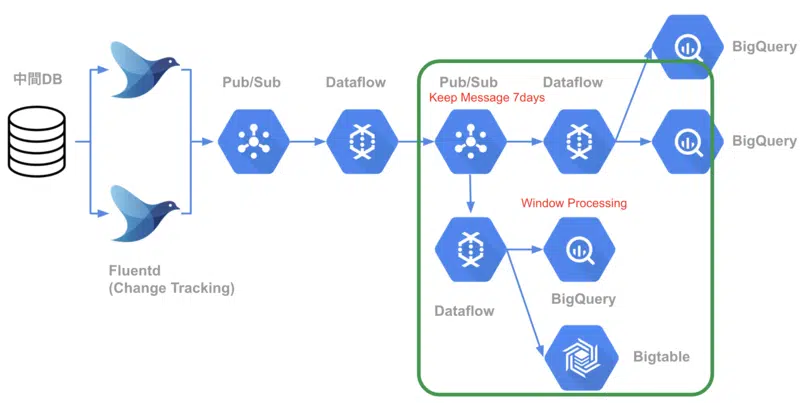 BigQuery
中間DB
Pub/Sub
Dataflow
Pub/Sub
Dataflow
Keep Message 7days
BigQuery
Window Processing
Fluentd
(Change Tracking)
Dataflow
BigQuery
Bigtable